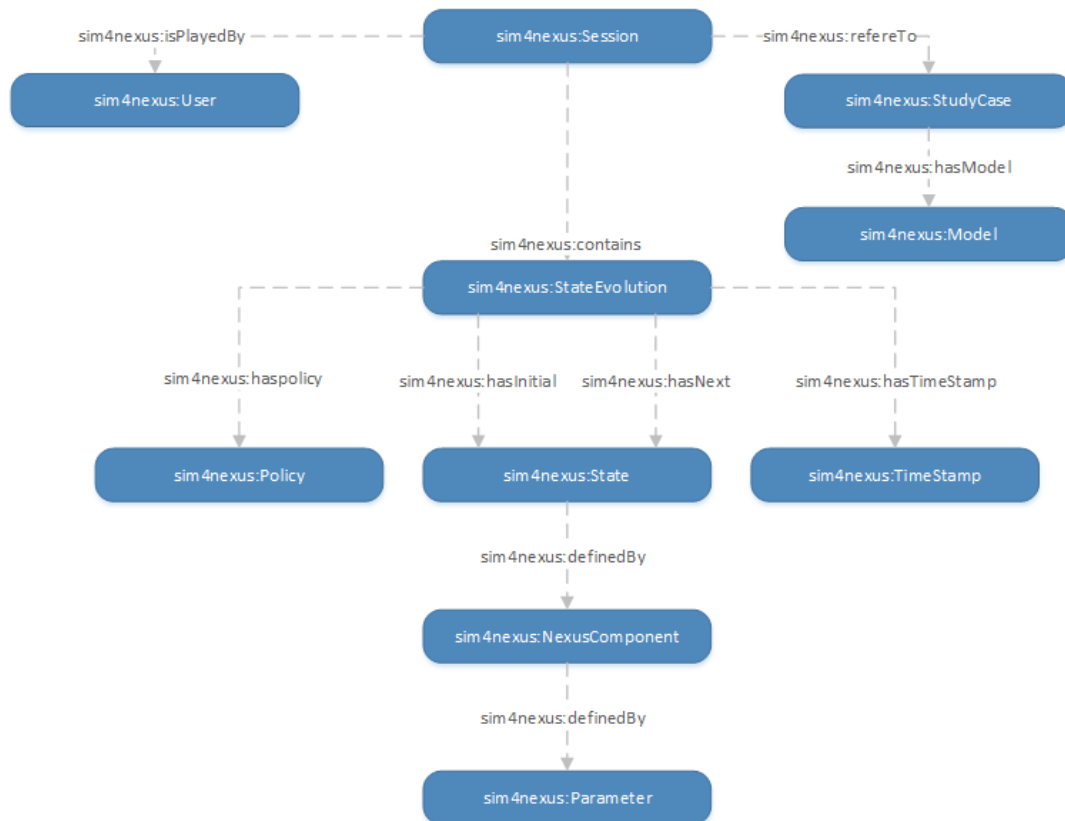 sim4nexus:isPlayedBy
sim4nexus:Session
sim4nexus:refereTo
sim4nexus:User
sim4nexus:StudyCase
sim4nexus:hasModel
sim4nexus:Model
sim4nexus:contains
sim4nexus:StateEvolution
sim4nexus:haspolicy
sim4nexus:hasInitial
sim4nexus:hasNext
sim4nexus:hasTimeStamp
sim4nexus:Policy
sim4nexus:State
sim4nexus:TimeStamp
sim4nexus:definedBy
sim4nexus:NexusComponent
sim4nexus:definedBy
sim4nexus:Parameter